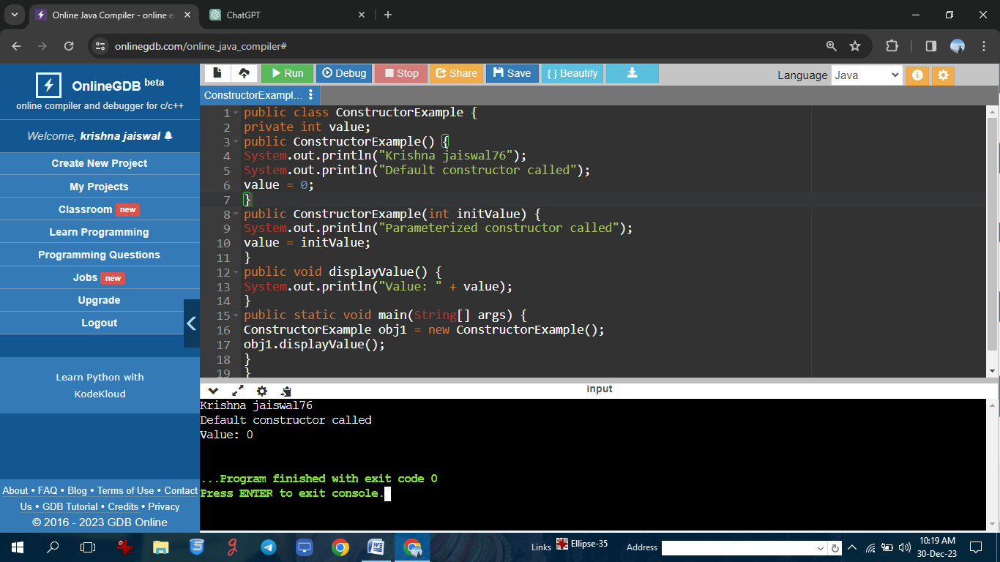 Online Java Compiler - online e
ChatGPT
onlinegdb.com/online_java_compiler#
OnlineGDB beta
online compiler and debugger for c/c++
Welcome, krishna jaiswal
Create New Project
My Projects
Classroom new
Learn Programming
Programming Questions
Jobs new
Upgrade
Logout
Learn Python with
KodeKloud
About • FAQ • Blog • Terms of Use • Contact
Us • GDB Tutorial • Credits • Privacy
© 2016 - 2023 GDB Online
Run Debug Stop Share Save { } Beautify
Language Java
ConstructorExampl...
1 public class ConstructorExample {
2 private int value;
3 public ConstructorExample() {
4 System.out.println("Krishna jaiswal76");
5 System.out.println("Default constructor called");
6 value = 0;
7 }
8 public ConstructorExample(int initValue) {
9 System.out.println("Parameterized constructor called");
10 value = initValue;
11 }
12 public void displayValue() {
13 System.out.println("Value: " + value);
14 }
15 public static void main(String[] args) {
16 ConstructorExample obj1 = new ConstructorExample();
17 obj1.displayValue();
18 }
19 }
input
Krishna jaiswal76
Default constructor called
Value: 0
...Program finished with exit code 0
Press ENTER to exit console.
Links Ellipse-35 Address
10:19 AM
30-Dec-23